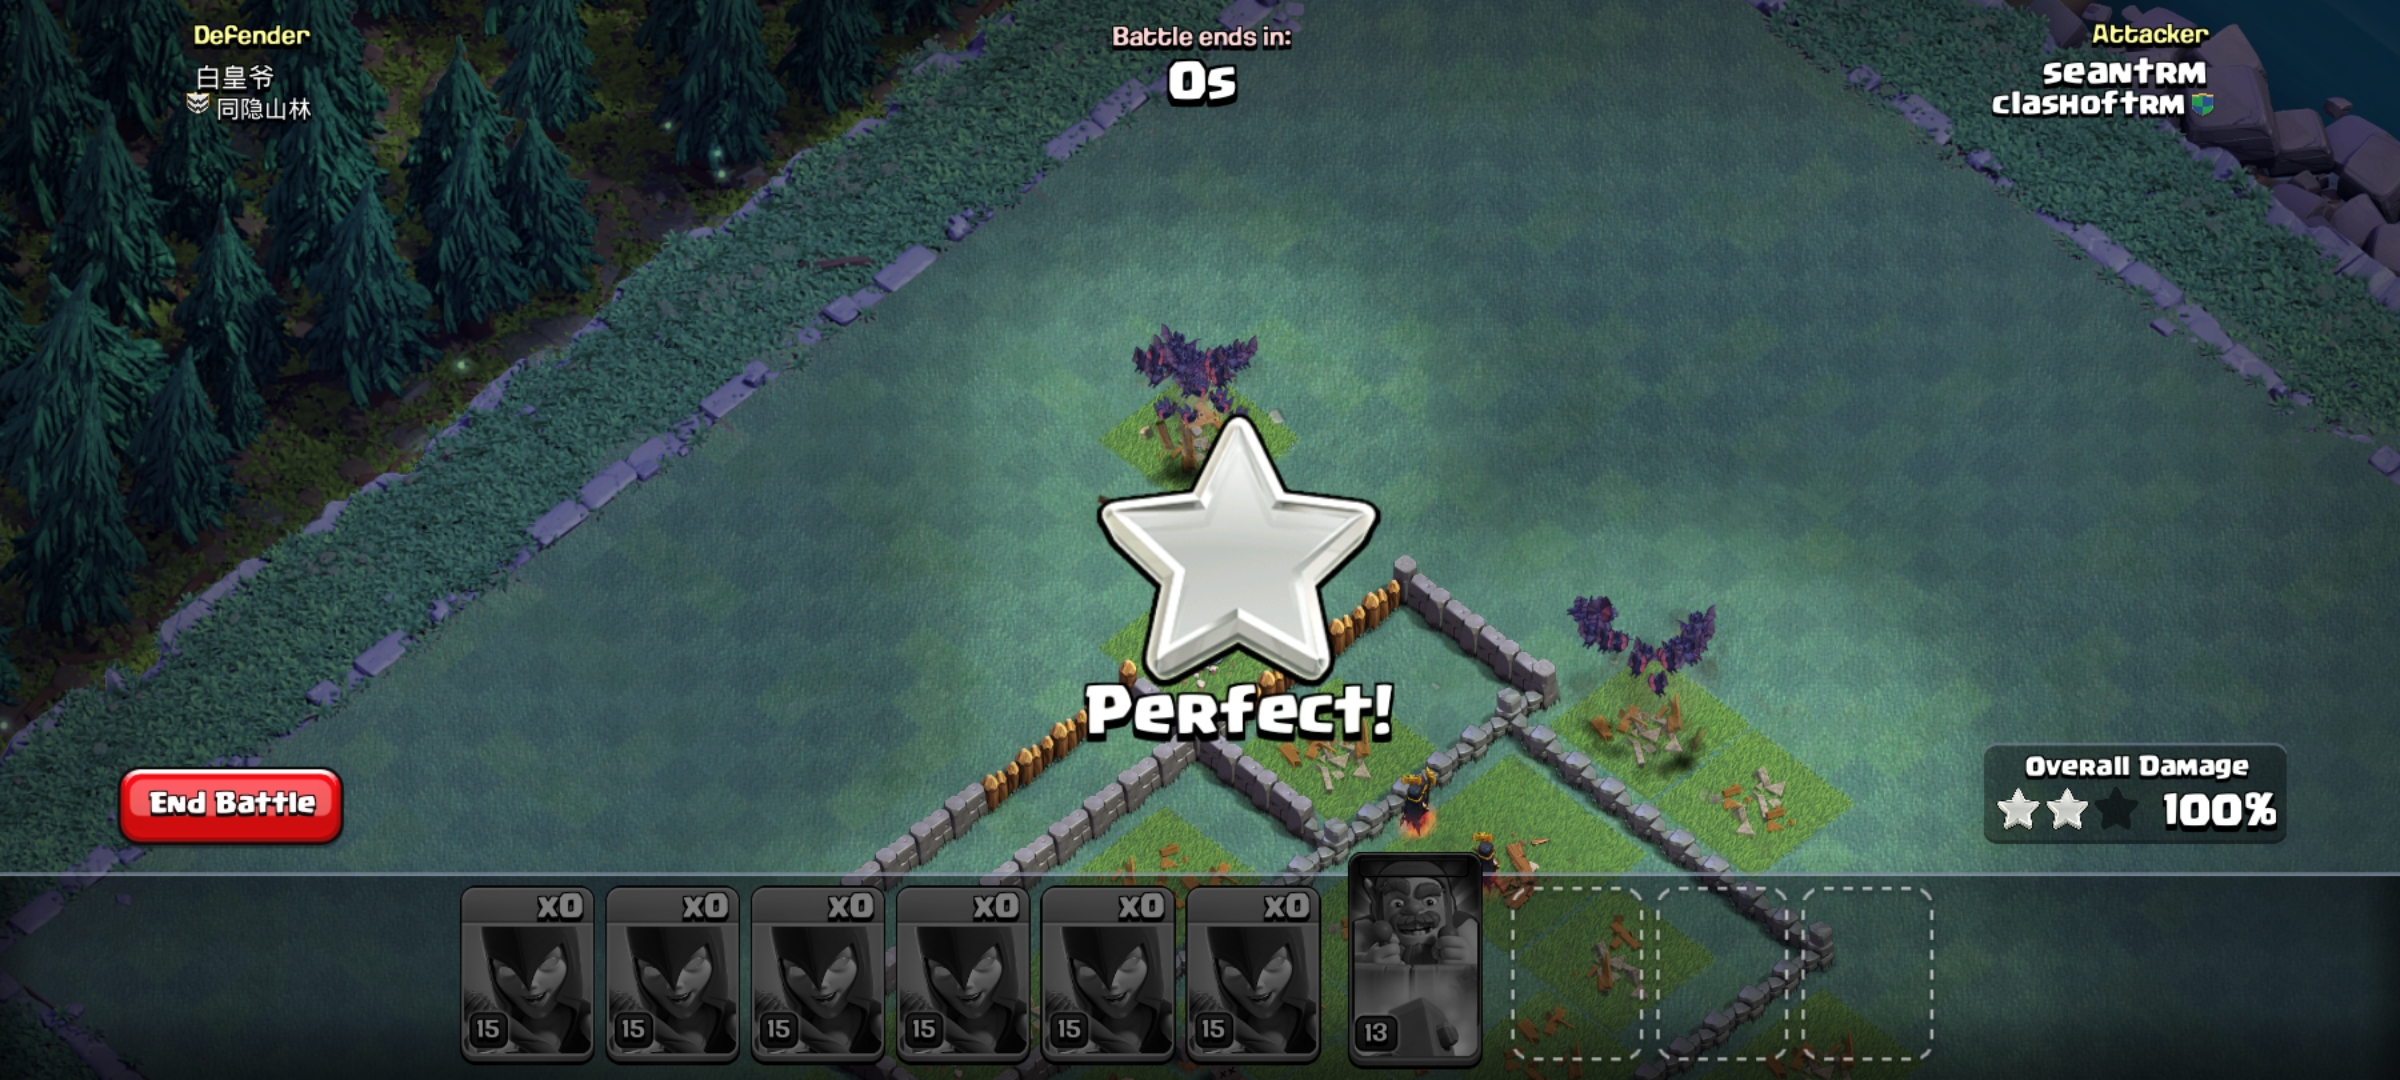 Defender
白皇爷
同隐山林
Battle ends in:
0s
Attacker
seantRM
clashoftRM
Perfect!
End Battle
Overall Damage
100%
x0 x0 x0 x0 x0 x0
15 15 15 15 15 15 13